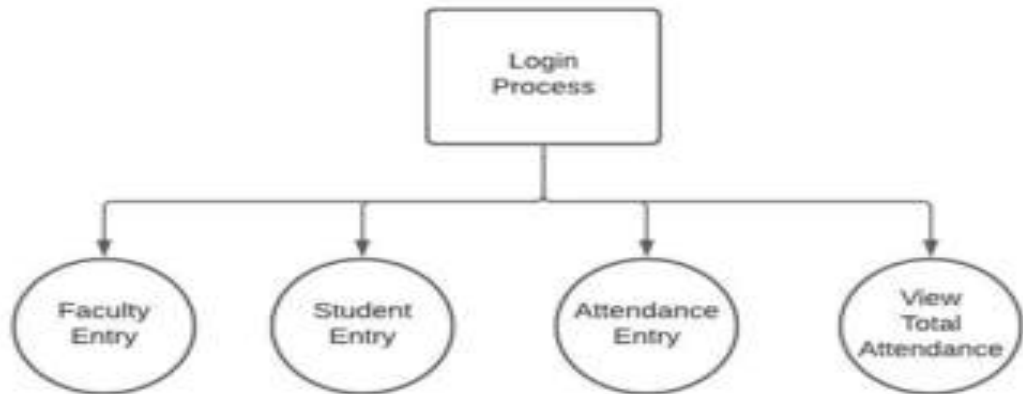 Login
Process
Faculty
Entry
Student
Entry
Attendance
Entry
View
Total
Attendance